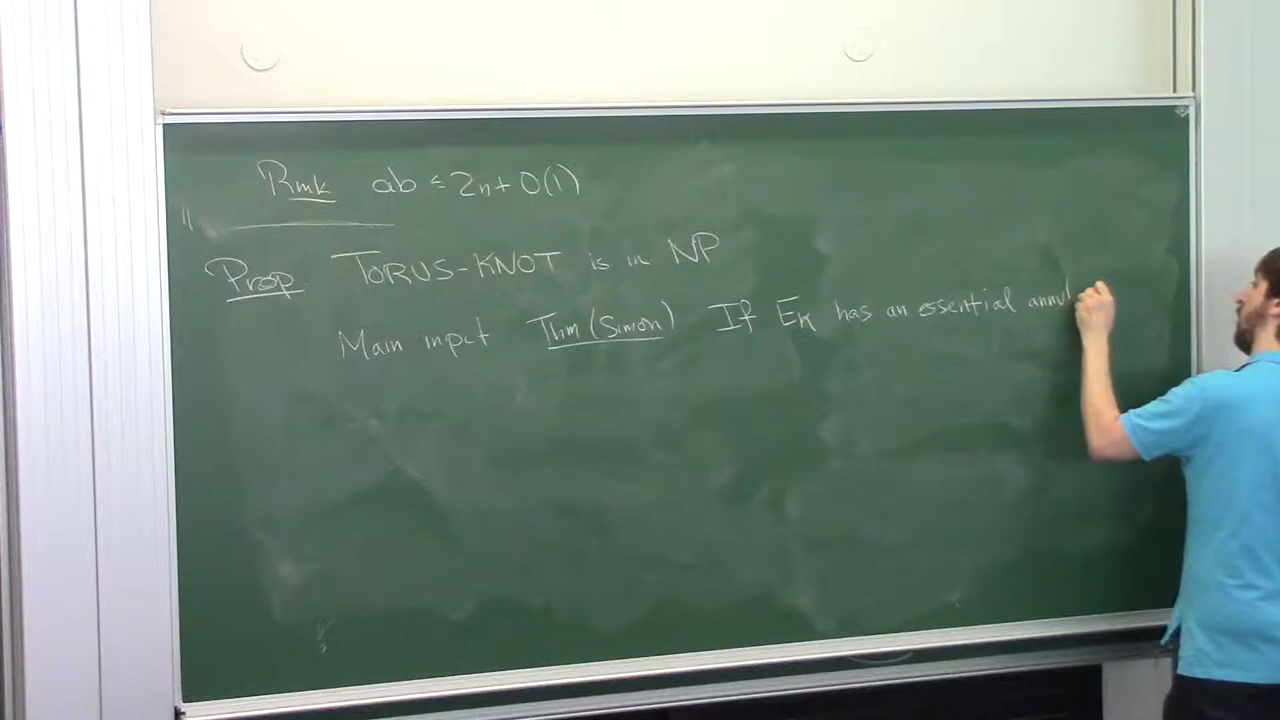 Rmk ab ≤ 2n + O(1)
Prop TORUS-KNOT is in NP
Main input Thm (Simon) If E_K has an essential annul